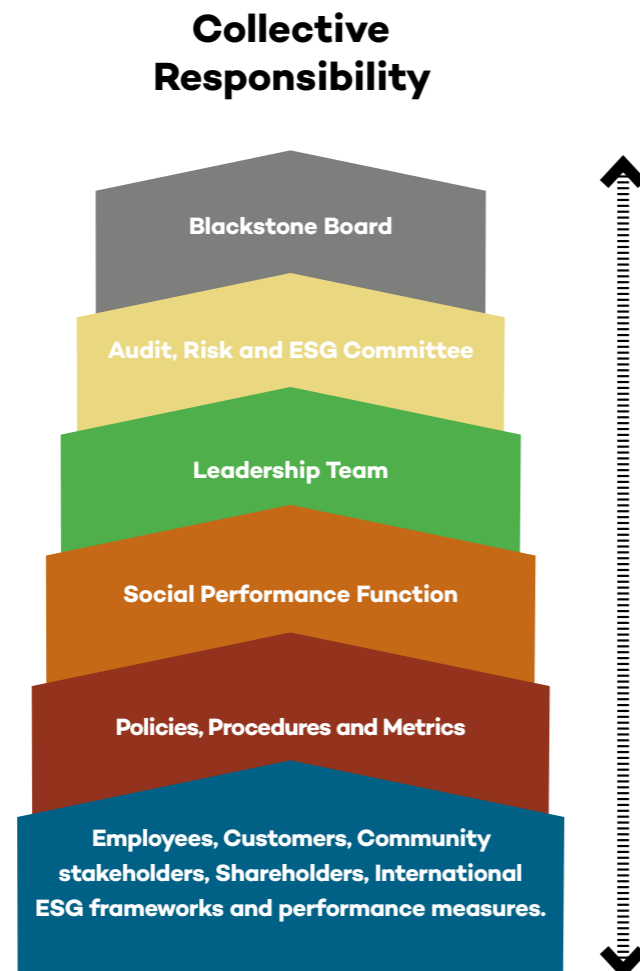 Collective
Responsibility
Blackstone Board
Audit, Risk and ESG Committee
Leadership Team
Social Performance Function
Policies, Procedures and Metrics
Employees, Customers, Community
stakeholders, Shareholders, International
ESG frameworks and performance measures.